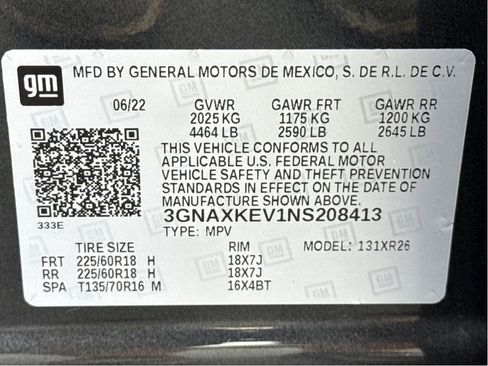 gm
MFD BY GENERAL MOTORS DE MEXICO, S. DE R.L. DE C.V.
06/22 GVWR GAWR FRT GAWR RR
2025 KG 1175 KG 1200 KG
4464 LB 2590 LB 2645 LB
THIS VEHICLE CONFORMS TO ALL
APPLICABLE U.S. FEDERAL MOTOR
VEHICLE SAFETY AND THEFT PREVENTION
STANDARDS IN EFFECT ON THE DATE OF
MANUFACTURE SHOWN ABOVE.
333E 3GNAXKEV1NS208413
TYPE: MPV MODEL: 131XR26
TIRE SIZE RIM
FRT 225/60R18 H 18X7J
RR 225/60R18 H 18X7J
SPA T135/70R16 M 16X4BT